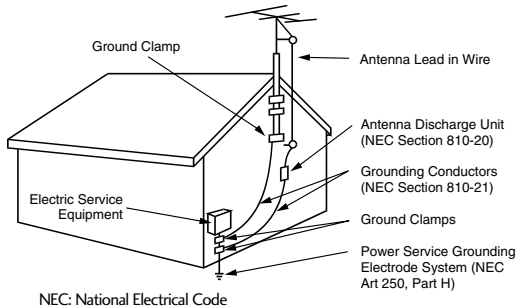 Ground Clamp
Antenna Lead in Wire
Antenna Discharge Unit
(NEC Section 810-20)
Grounding Conductors
(NEC Section 810-21)
Electric Service
Equipment
Ground Clamps
Power Service Grounding
Electrode System (NEC
Art 250, Part H)
NEC: National Electrical Code